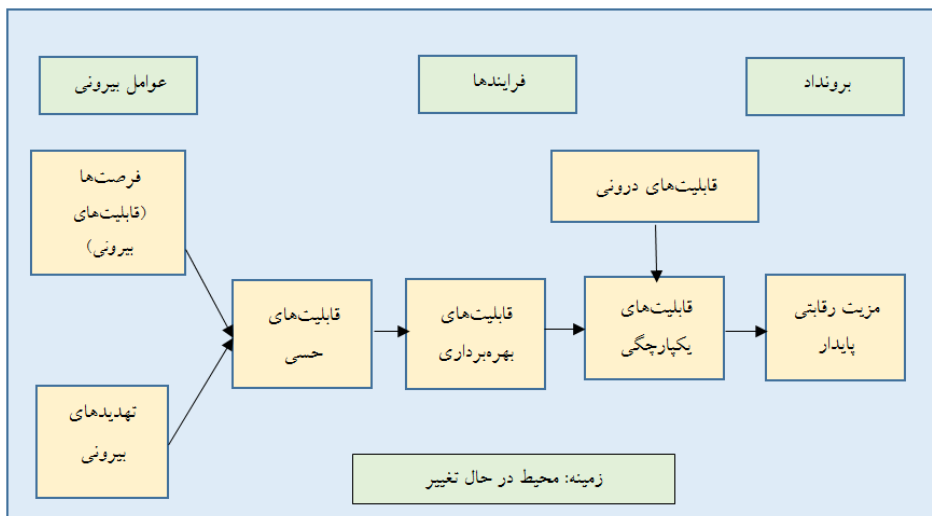 عوامل بیرونی
فرایندها
برونداد
فرصت‌ها
(قابلیت‌های
بیرونی)
قابلیت‌های درونی
قابلیت‌های
حسی
قابلیت‌های
بهره‌برداری
قابلیت‌های
یکپارچگی
مزیت رقابتی
پایدار
تهدیدهای
بیرونی
زمینه: محیط در حال تغییر